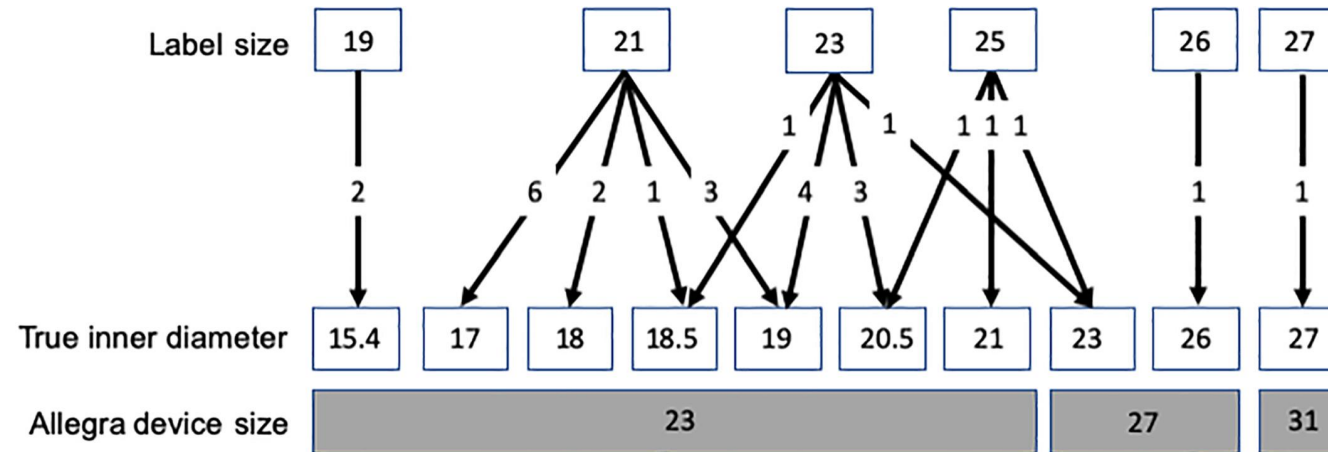 Label size 19 21 23 25 26 27
1 1 1 1 1
2 6 2 1 3 4 3 1 1
True inner diameter 15.4 17 18 18.5 19 20.5 21 23 26 27
Allegra device size 23 27 31